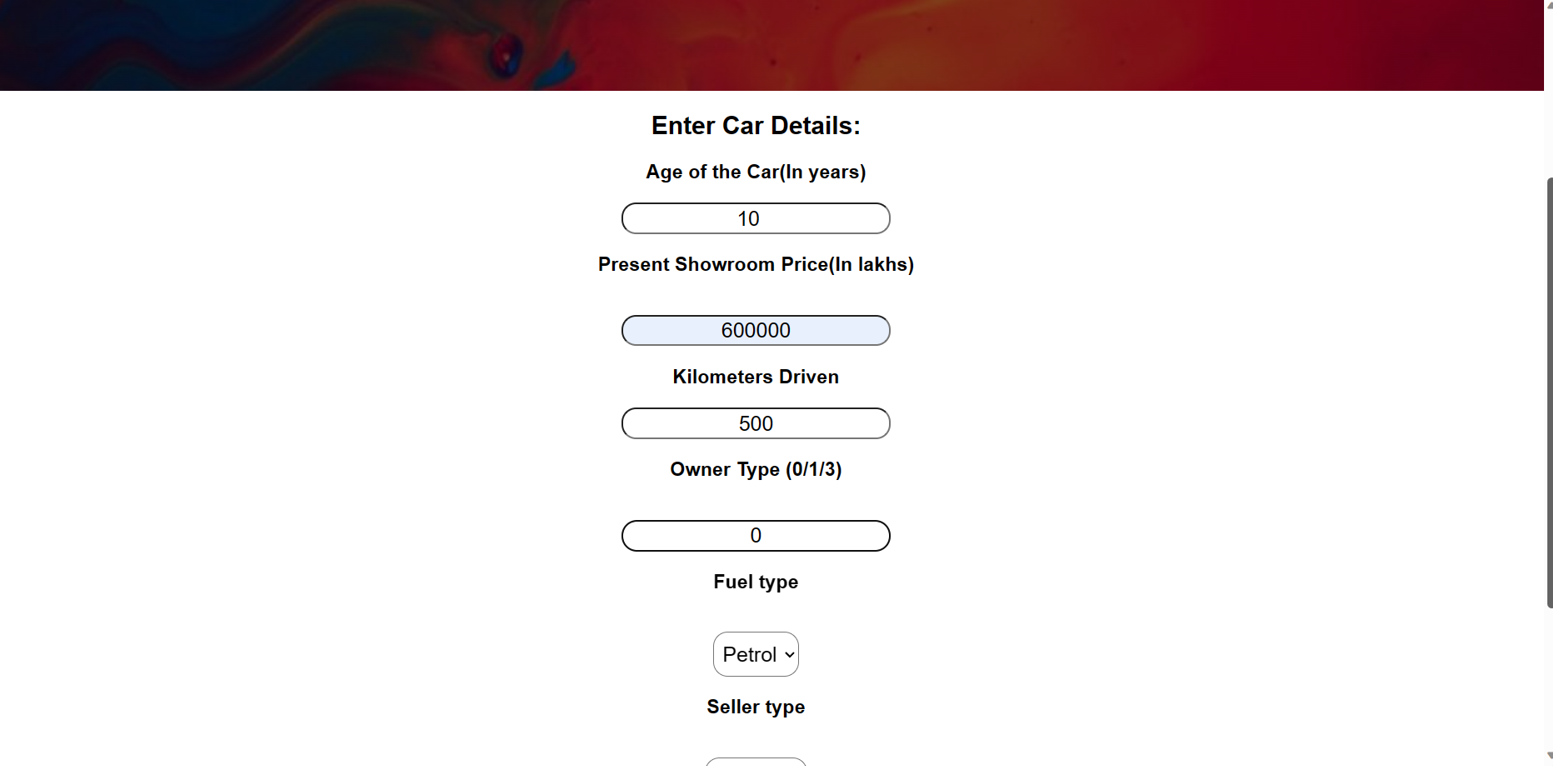 Enter Car Details:
Age of the Car(In years)
10
Present Showroom Price(In lakhs)
600000
Kilometers Driven
500
Owner Type (0/1/3)
0
Fuel type
Petrol
Seller type